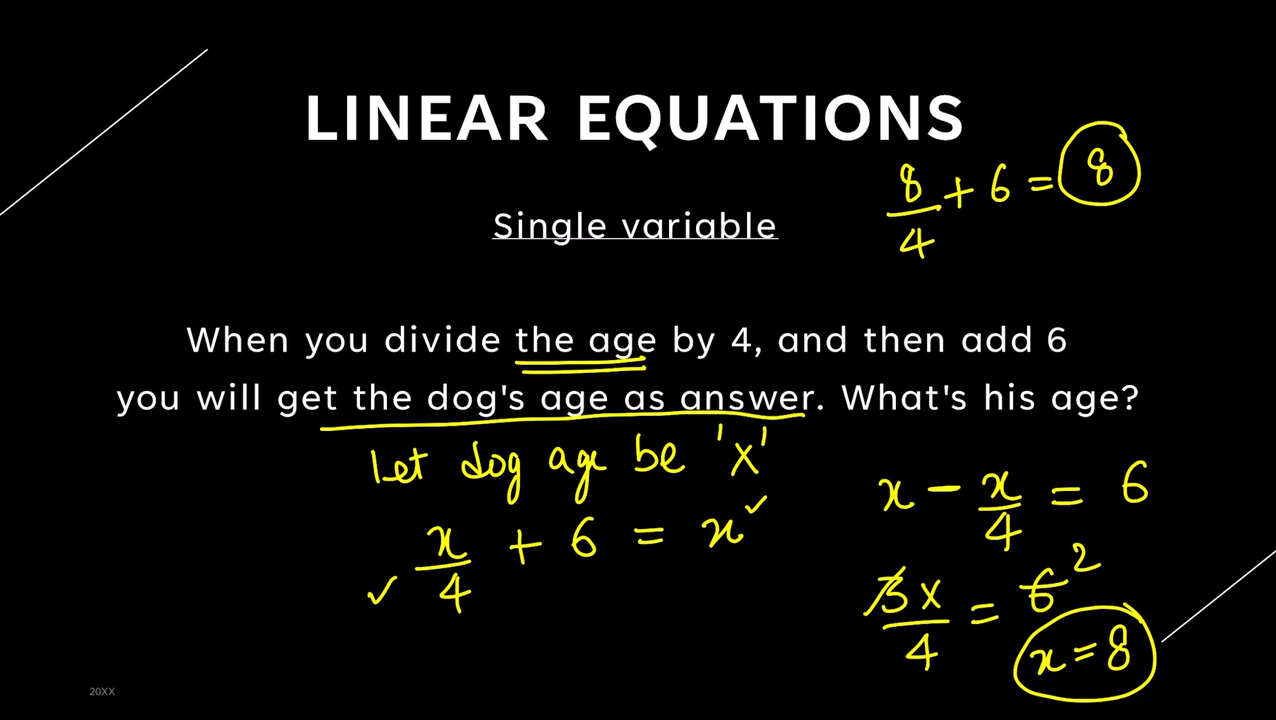 LINEAR EQUATIONS
8/4 + 6 = 8
Single variable
When you divide the age by 4, and then add 6
you will get the dog's age as answer. What's his age?
Let dog age be 'x'
x/4 + 6 = x
x - x/4 = 6
3x/4 = 6 2
x = 8
20XX